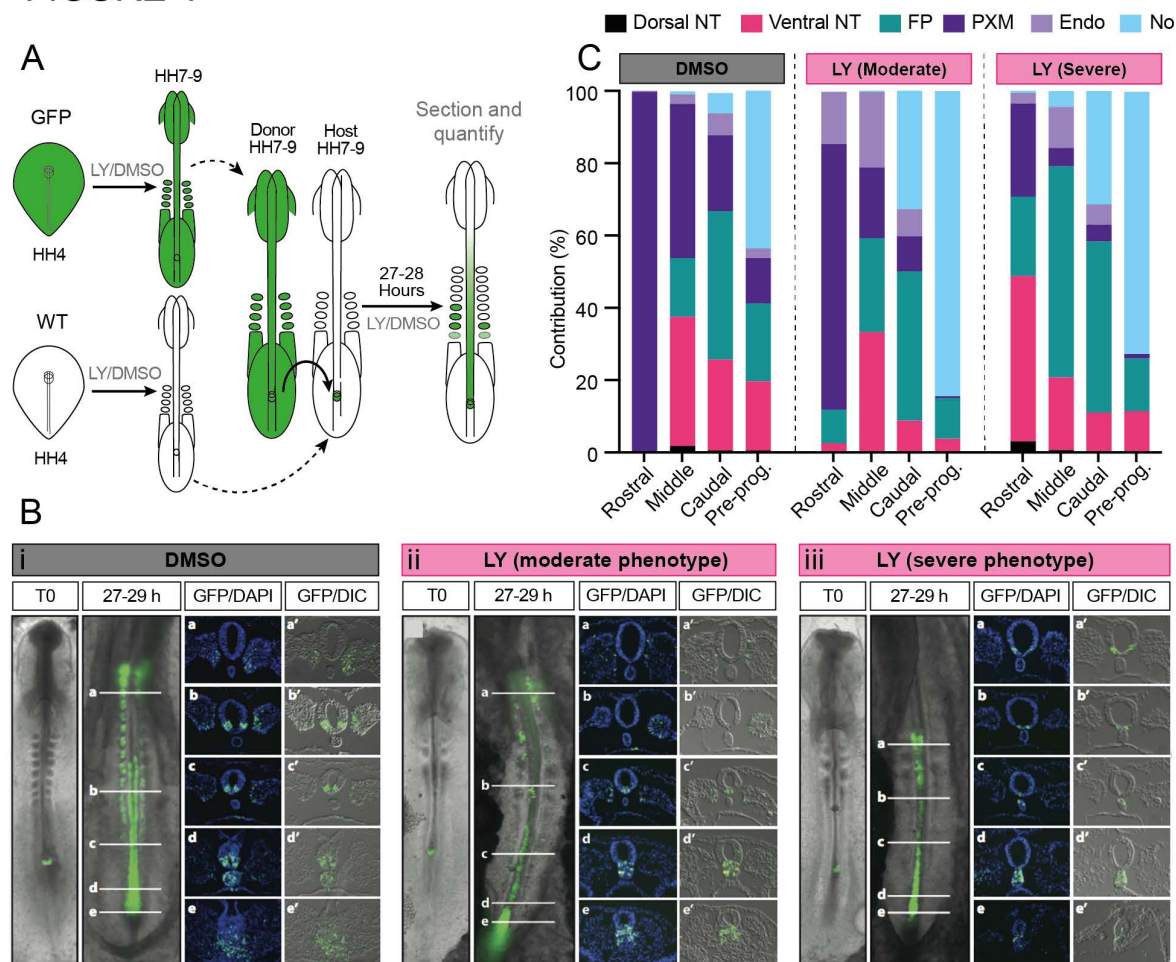 Dorsal NT Ventral NT FP PXM Endo No
A
HH7-9
GFP
LY/DMSO
HH4
WT
LY/DMSO
HH4
Donor
HH7-9
Host
HH7-9
27-28
Hours
LY/DMSO
Section and
quantify
C
DMSO
LY (Moderate)
LY (Severe)
Contribution (%)
100
80
60
40
20
0
Rostral
Middle
Caudal
Pre-prog.
Rostral
Middle
Caudal
Pre-prog.
Rostral
Middle
Caudal
Pre-prog.
B
i DMSO
T0 27-29 h GFP/DAPI GFP/DIC
a a a'
b b b'
c c c'
d d d'
e e e'
ii LY (moderate phenotype)
T0 27-29 h GFP/DAPI GFP/DIC
a a a'
b b b'
c c c'
d d d'
e e e'
iii LY (severe phenotype)
T0 27-29 h GFP/DAPI GFP/DIC
a a a'
b b b'
c c c'
d d d'
e e e'